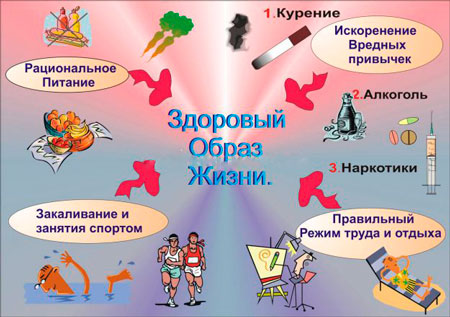 1.Курение
Искоренение
Вредных
привычек
Рациональное
Питание
2.Алкоголь
Здоровый
Образ
Жизни.
3.Наркотики
Закаливание и
занятия спортом
Правильный
Режим труда и отдыха